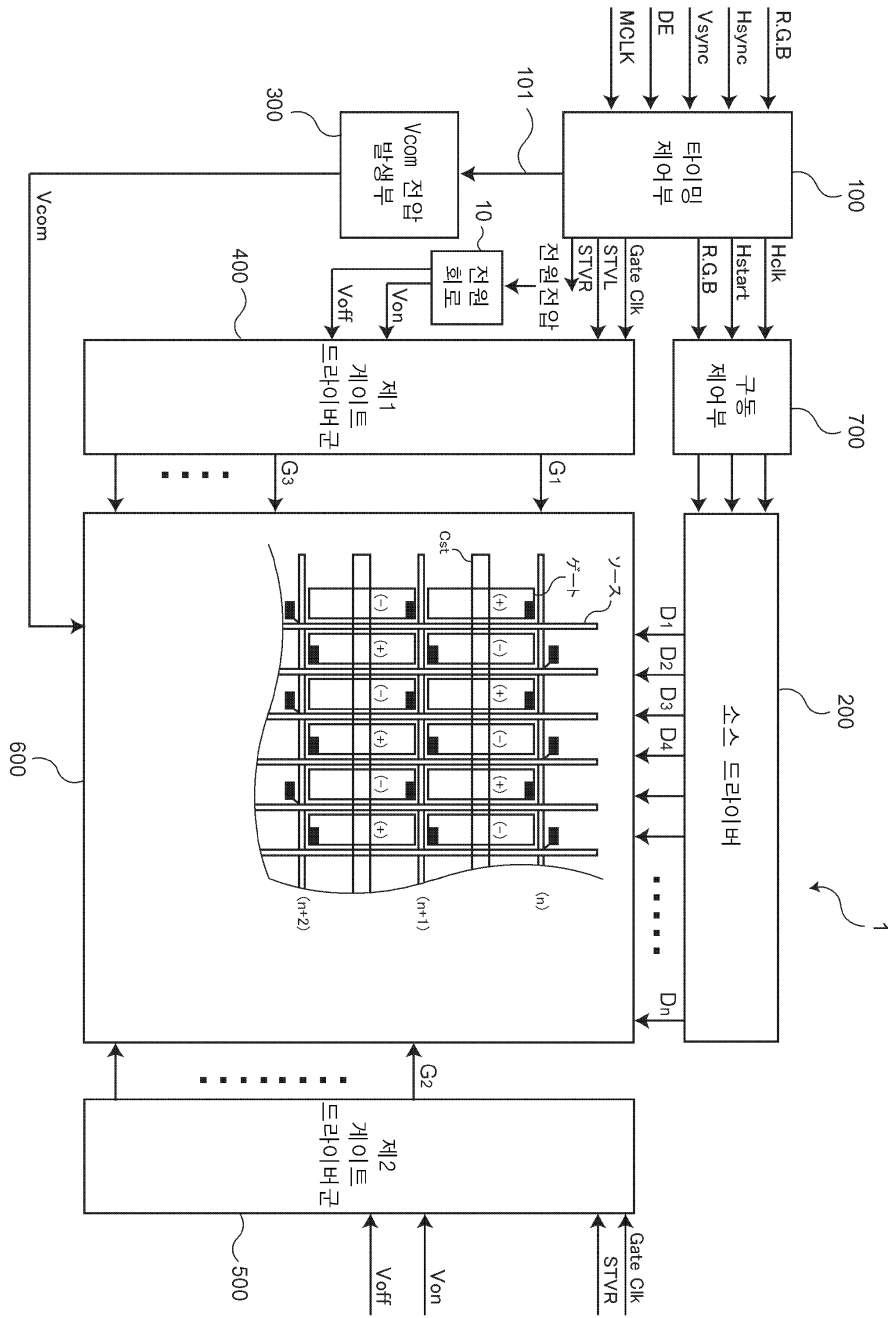 R.G.B
Hsync
Vsync
DE
MCLK
타이밍
제어부
100
101
Vcom 전압
발생부
300
Vcom
Hclk
Hstart
R.G.B
Gate Clk
STVL
STVR
전원전압
전원
회로
10
Von
Voff
구동
제어부
700
제1
게이트
드라이버군
400
G1
G3
소스 드라이버
200
1
D1
D2
D3
D4
Dn
ソース
ゲート
Cst
(+)
(-)
(+)
(-)
(+)
(-)
(-)
(+)
(-)
(+)
(-)
(+)
(n)
(n+1)
(n+2)
600
G2
제2
게이트
드라이버군
500
Gate Clk
STVR
Von
Voff